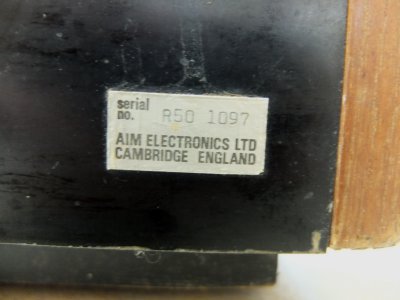 serial
no. R50 1097
AIM ELECTRONICS LTD
CAMBRIDGE ENGLAND